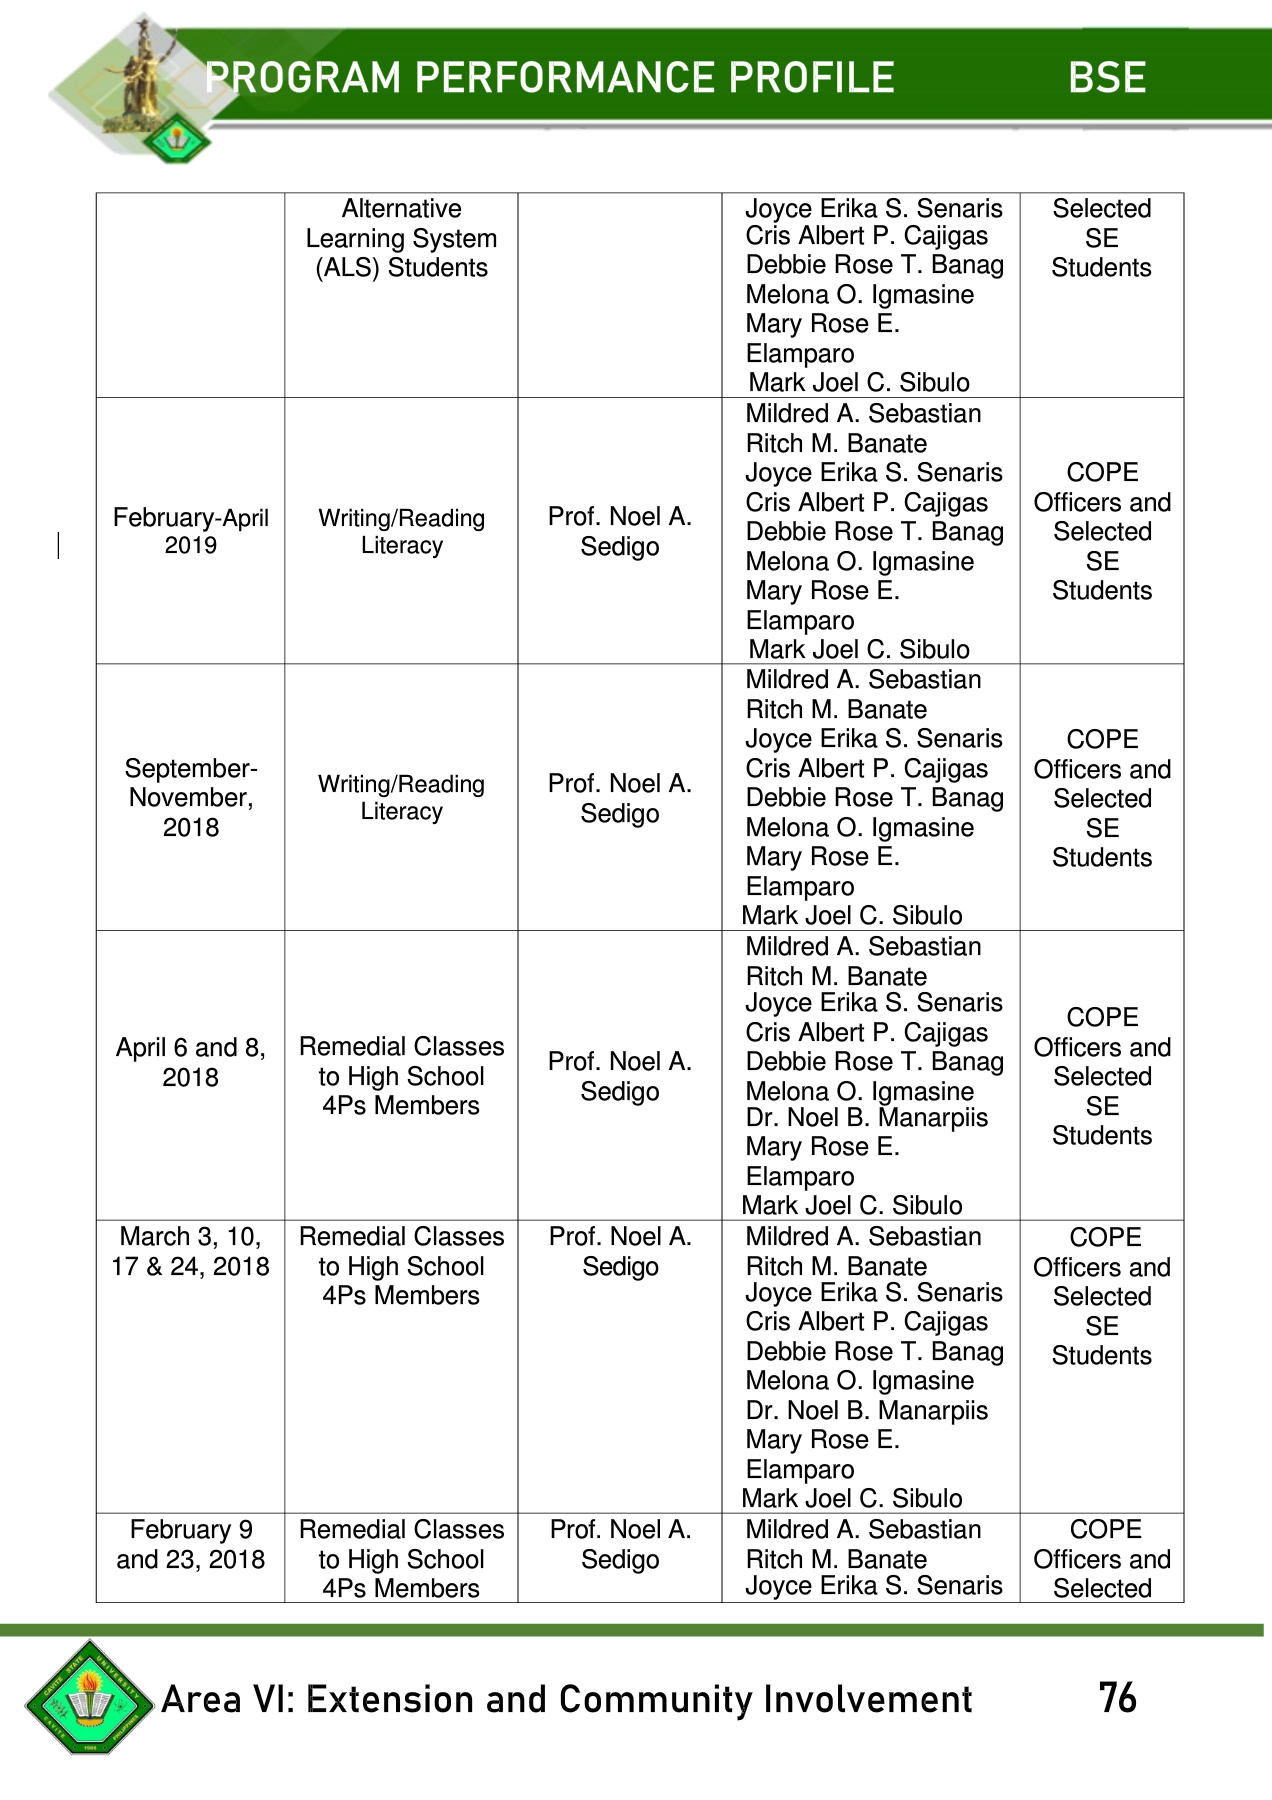 PROGRAM PERFORMANCE PROFILE BSE
Alternative
Learning System
(ALS) Students
Joyce Erika S. Senaris
Cris Albert P. Cajigas
Debbie Rose T. Banag
Melona O. Igmasine
Mary Rose E.
Elamparo
Mark Joel C. Sibulo
Selected
SE
Students
February-April
2019
Writing/Reading
Literacy
Prof. Noel A.
Sedigo
Mildred A. Sebastian
Ritch M. Banate
Joyce Erika S. Senaris
Cris Albert P. Cajigas
Debbie Rose T. Banag
Melona O. Igmasine
Mary Rose E.
Elamparo
Mark Joel C. Sibulo
COPE
Officers and
Selected
SE
Students
September-
November,
2018
Writing/Reading
Literacy
Prof. Noel A.
Sedigo
Mildred A. Sebastian
Ritch M. Banate
Joyce Erika S. Senaris
Cris Albert P. Cajigas
Debbie Rose T. Banag
Melona O. Igmasine
Mary Rose E.
Elamparo
Mark Joel C. Sibulo
COPE
Officers and
Selected
SE
Students
April 6 and 8,
2018
Remedial Classes
to High School
4Ps Members
Prof. Noel A.
Sedigo
Mildred A. Sebastian
Ritch M. Banate
Joyce Erika S. Senaris
Cris Albert P. Cajigas
Debbie Rose T. Banag
Melona O. Igmasine
Dr. Noel B. Manarpiis
Mary Rose E.
Elamparo
Mark Joel C. Sibulo
COPE
Officers and
Selected
SE
Students
March 3, 10,
17 & 24, 2018
Remedial Classes
to High School
4Ps Members
Prof. Noel A.
Sedigo
Mildred A. Sebastian
Ritch M. Banate
Joyce Erika S. Senaris
Cris Albert P. Cajigas
Debbie Rose T. Banag
Melona O. Igmasine
Dr. Noel B. Manarpiis
Mary Rose E.
Elamparo
Mark Joel C. Sibulo
COPE
Officers and
Selected
SE
Students
February 9
and 23, 2018
Remedial Classes
to High School
4Ps Members
Prof. Noel A.
Sedigo
Mildred A. Sebastian
Ritch M. Banate
Joyce Erika S. Senaris
COPE
Officers and
Selected
CAVITE STATE UNIVERSITY
CAVITE PHILIPPINES
1906
Area VI: Extension and Community Involvement 76